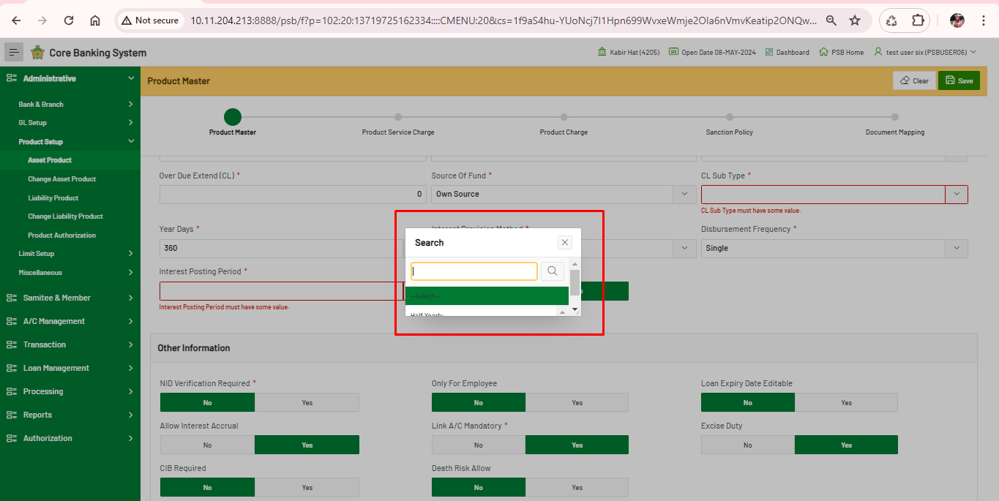 Not secure 10.11.204.213:8888/psb/f?p=102:20:13719725162334::::CMENU:20&cs=1f9aS4hu-YUoNcj7I1Hpn699WvxeWmje2Ola6nVmvKeatip2ONQw...
Core Banking System
Kabir Hat (4205) Open Date 08-MAY-2024 Dashboard PSB Home test user six (PSBUSER06)
Administrative
Bank & Branch
GL Setup
Product Setup
Asset Product
Change Asset Product
Liability Product
Change Liability Product
Product Authorization
Limit Setup
Miscellaneous
Samitee & Member
A/C Management
Transaction
Loan Management
Processing
Reports
Authorization
Product Master
Clear Save
Product Master Product Service Charge Product Charge Sanction Policy Document Mapping
Over Due Extend (CL) * Source Of Fund * CL Sub Type *
0 Own Source
CL Sub Type must have some value.
Year Days * Interest Provision Method * Disbursement Frequency *
360 Single
Interest Posting Period *
Interest Posting Period must have some value.
Search
--Select--
Half Yearly
Other Information
NID Verification Required * Only For Employee Loan Expiry Date Editable
No Yes No Yes No Yes
Allow Interest Accrual Link A/C Mandatory * Excise Duty
No Yes No Yes No Yes
CIB Required Death Risk Allow
No Yes No Yes